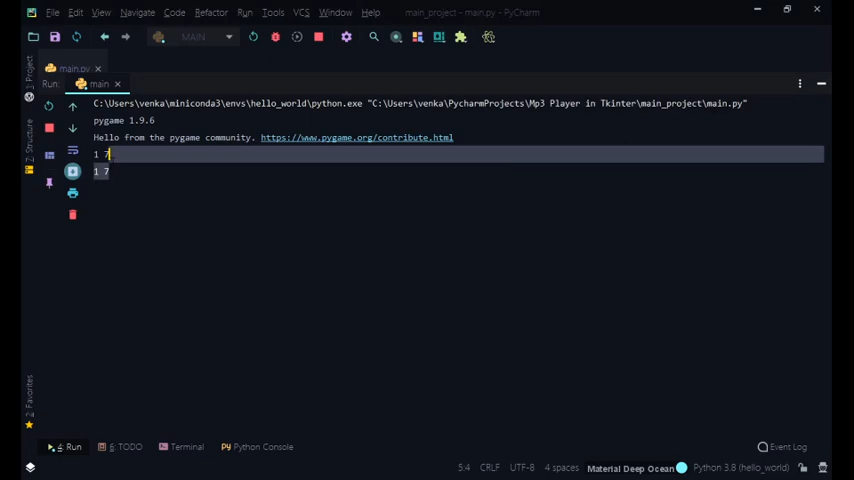 File Edit View Navigate Code Refactor Run Tools VCS Window Help main_project – main.py – PyCharm
MAIN
main.py
Run: main
1: Project
7: Structure
2: Favorites
C:\Users\venka\miniconda3\envs\hello_world\python.exe "C:\Users\venka\PycharmProjects\Mp3 Player in Tkinter\main_project\main.py"
pygame 1.9.6
Hello from the pygame community. https://www.pygame.org/contribute.html
1 7
1 7
4: Run 6: TODO Terminal Python Console Event Log
5:4 CRLF UTF-8 4 spaces Material Deep Ocean Python 3.8 (hello_world)